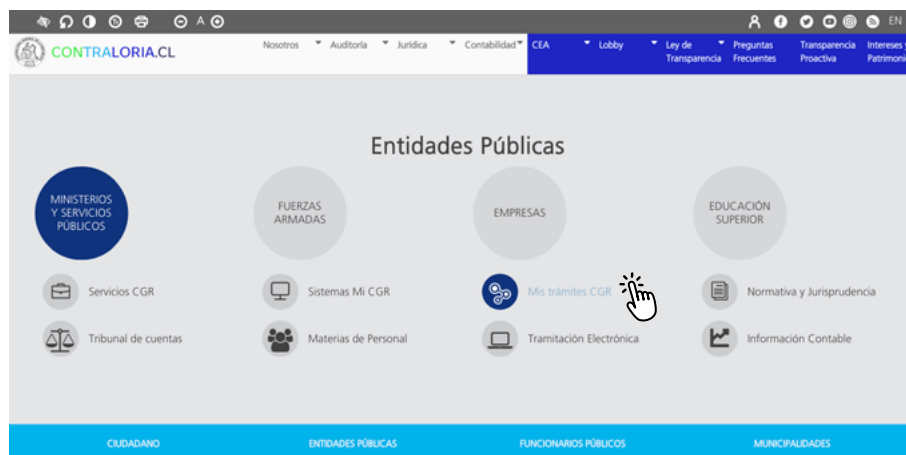 A
EN
CONTRALORIA.CL
Nosotros
Auditoría
Jurídica
Contabilidad
CEA
Lobby
Ley de
Transparencia
Preguntas
Frecuentes
Transparencia
Proactiva
Intereses y
Patrimoni
Entidades Públicas
MINISTERIOS
Y SERVICIOS
PÚBLICOS
FUERZAS
ARMADAS
EMPRESAS
EDUCACIÓN
SUPERIOR
Servicios CGR
Sistemas Mi CGR
Mis trámites CGR
Normativa y Jurisprudencia
Tribunal de cuentas
Materias de Personal
Tramitación Electrónica
Información Contable
CIUDADANO
ENTIDADES PÚBLICAS
FUNCIONARIOS PÚBLICOS
MUNICIPALIDADES